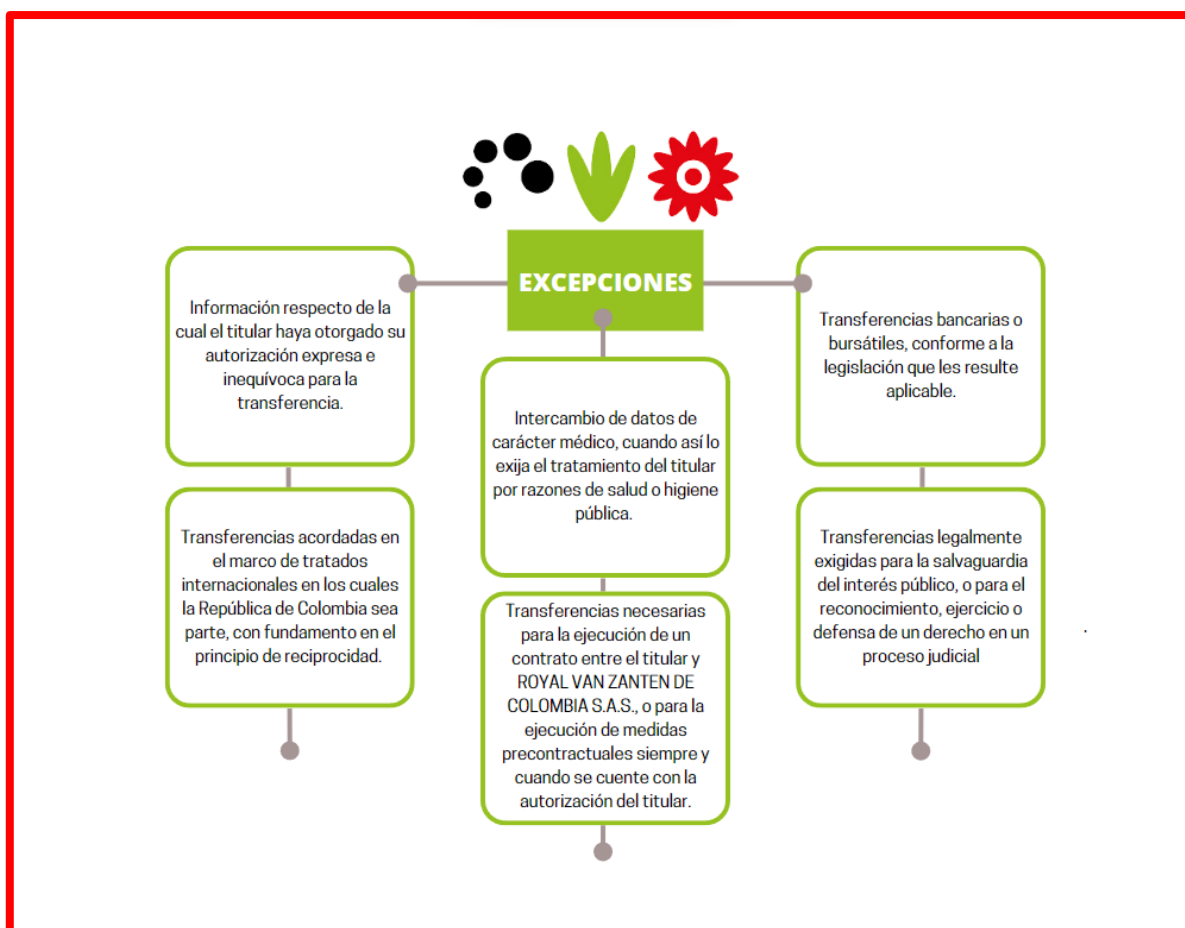 EXCEPCIONES
Información respecto de la
cual el titular haya otorgado su
autorización expresa e
inequívoca para la
transferencia.
Transferencias acordadas en
el marco de tratados
internacionales en los cuales
la República de Colombia sea
parte, con fundamento en el
principio de reciprocidad.
Intercambio de datos de
carácter médico, cuando así lo
exija el tratamiento del titular
por razones de salud o higiene
pública.
Transferencias necesarias
para la ejecución de un
contrato entre el titular y
ROYAL VAN ZANTEN DE
COLOMBIA S.A.S., o para la
ejecución de medidas
precontractuales siempre y
cuando se cuente con la
autorización del titular.
Transferencias bancarias o
bursátiles, conforme a la
legislación que les resulte
aplicable.
Transferencias legalmente
exigidas para la salvaguardia
del interés público, o para el
reconocimiento, ejercicio o
defensa de un derecho en un
proceso judicial
.